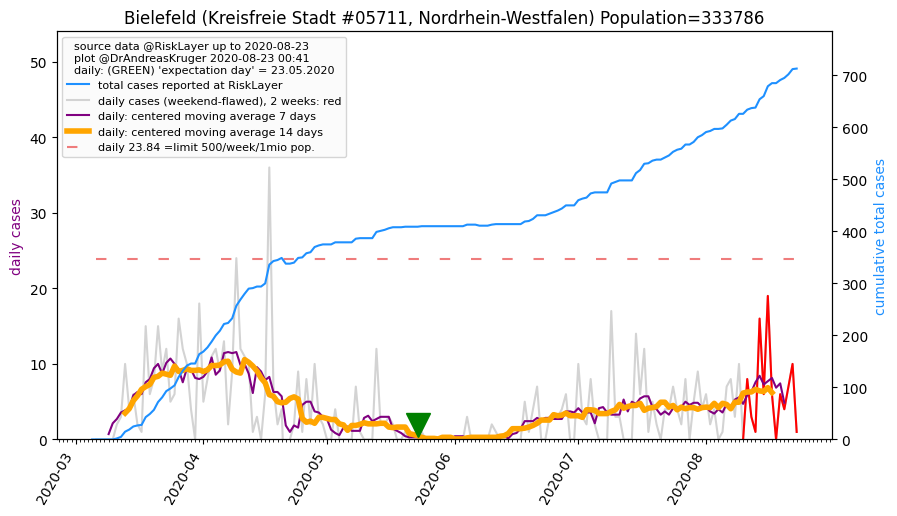 Bielefeld (Kreisfreie Stadt #05711, Nordrhein-Westfalen) Population=333786
source data @RiskLayer up to 2020-08-23
plot @DrAndreasKruger 2020-08-23 00:41
daily: (GREEN) 'expectation day' = 23.05.2020
total cases reported at RiskLayer
daily cases (weekend-flawed), 2 weeks: red
daily: centered moving average 7 days
daily: centered moving average 14 days
daily 23.84 =limit 500/week/1mio pop.
daily cases
50
40
30
20
10
0
cumulative total cases
700
600
500
400
300
200
100
0
2020-03
2020-04
2020-05
2020-06
2020-07
2020-08